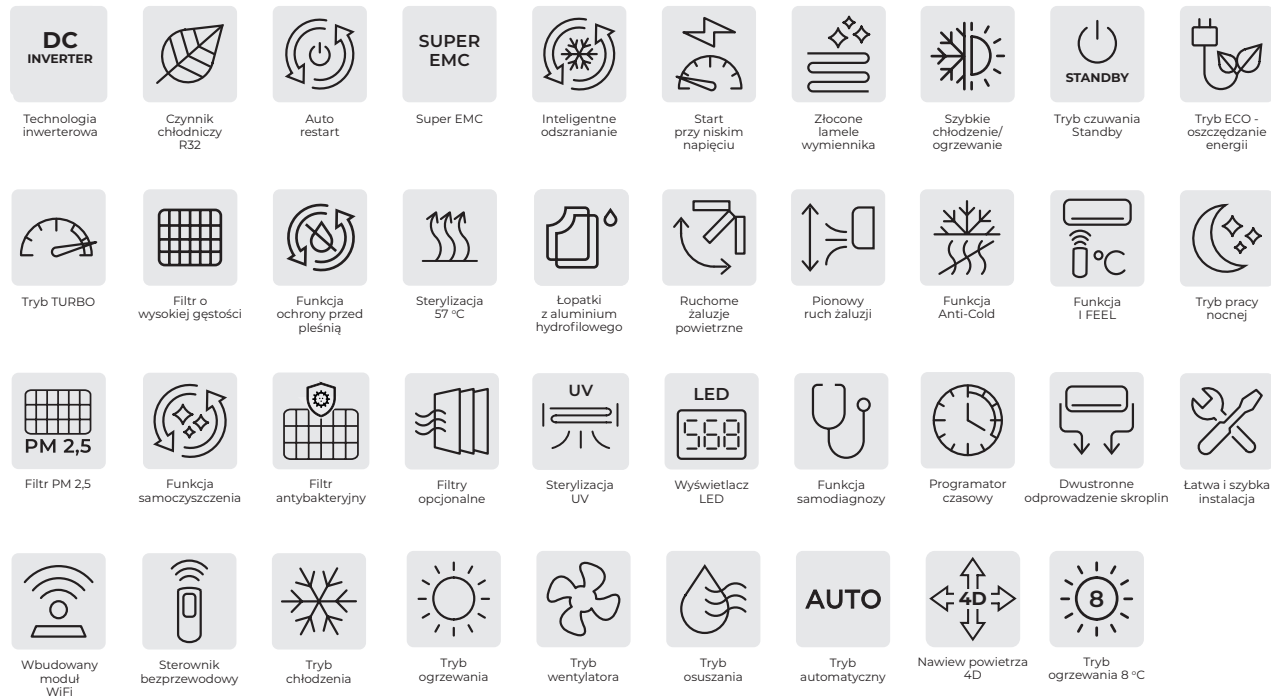 DC
INVERTER
Technologia
inwerterowa
Czynnik
chłodniczy
R32
Auto
restart
SUPER
EMC
Super EMC
Inteligentne
odszranianie
Start
przy niskim
napięciu
Złocone
lamele
wymiennika
Szybkie
chłodzenie/
ogrzewanie
STANDBY
Tryb czuwania
Standby
Tryb ECO -
oszczędzanie
energii
Tryb TURBO
Filtr o
wysokiej gęstości
Funkcja
ochrony przed
pleśnią
Sterylizacja
57 °C
Łopatki
z aluminium
hydrofilowego
Ruchome
żaluzje
powietrzne
Pionowy
ruch żaluzji
Funkcja
Anti-Cold
°C
Funkcja
I FEEL
Tryb pracy
nocnej
PM 2,5
Filtr PM 2,5
Funkcja
samoczyszczenia
Filtr
antybakteryjny
Filtry
opcjonalne
UV
Sterylizacja
UV
LED
568
Wyświetlacz
LED
Funkcja
samodiagnozy
Programator
czasowy
Dwustronne
odprowadzenie skroplin
Łatwa i szybka
instalacja
Wbudowany
moduł
WiFi
Sterownik
bezprzewodowy
Tryb
chłodzenia
Tryb
ogrzewania
Tryb
wentylatora
Tryb
osuszania
AUTO
Tryb
automatyczny
4D
Nawiew powietrza
4D
8
Tryb
ogrzewania 8 °C